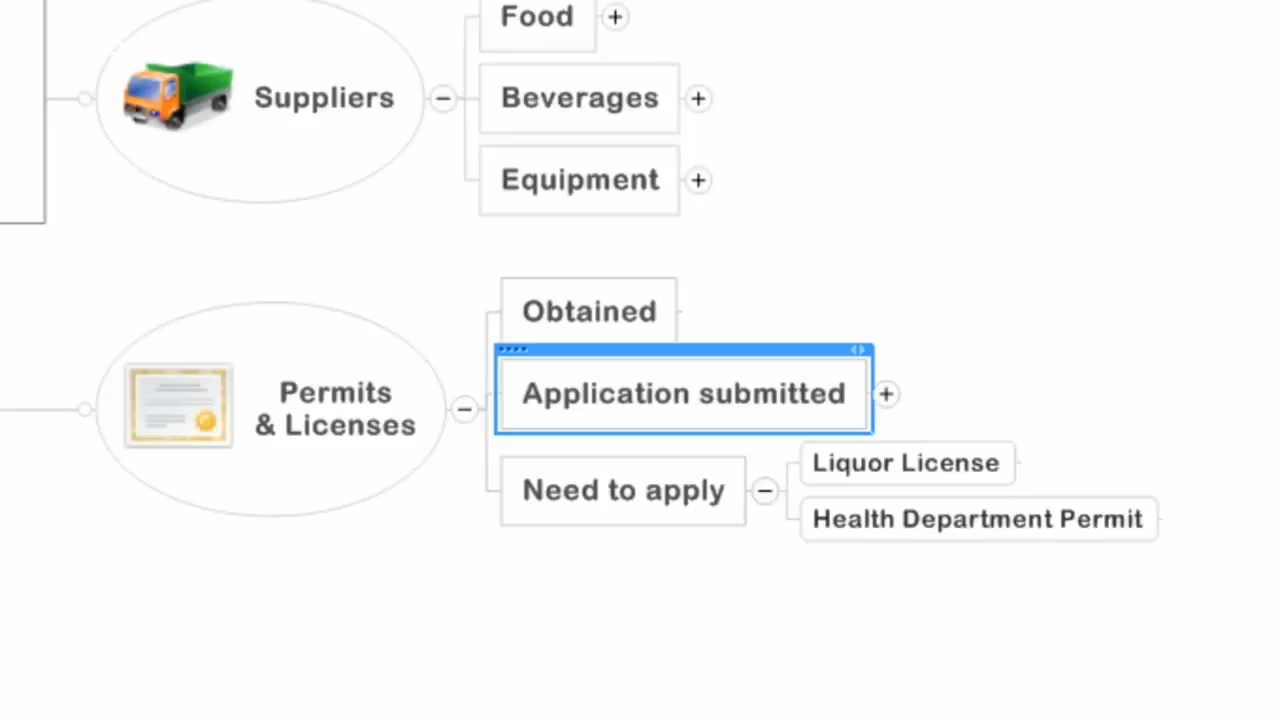 Food
Suppliers
Beverages
Equipment
Obtained
Permits
& Licenses
Application submitted
Need to apply
Liquor License
Health Department Permit